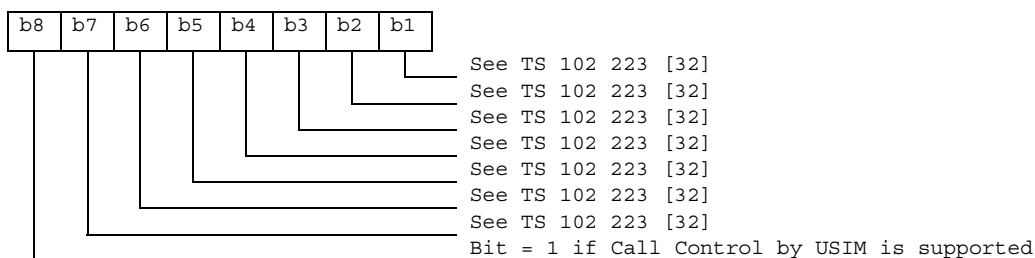 b8 b7 b6 b5 b4 b3 b2 b1
See TS 102 223 [32]
See TS 102 223 [32]
See TS 102 223 [32]
See TS 102 223 [32]
See TS 102 223 [32]
See TS 102 223 [32]
See TS 102 223 [32]
Bit = 1 if Call Control by USIM is supported